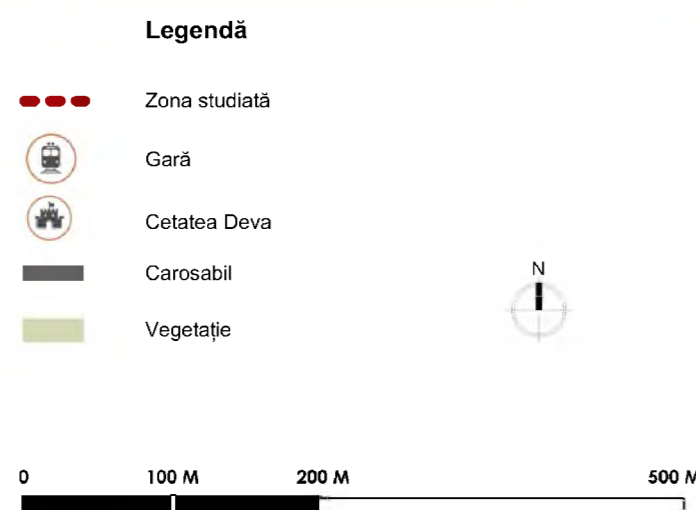 Legendă
Zona studiată
Gară
Cetatea Deva
Carosabil
N
Vegetație
0 100 M 200 M 500 M